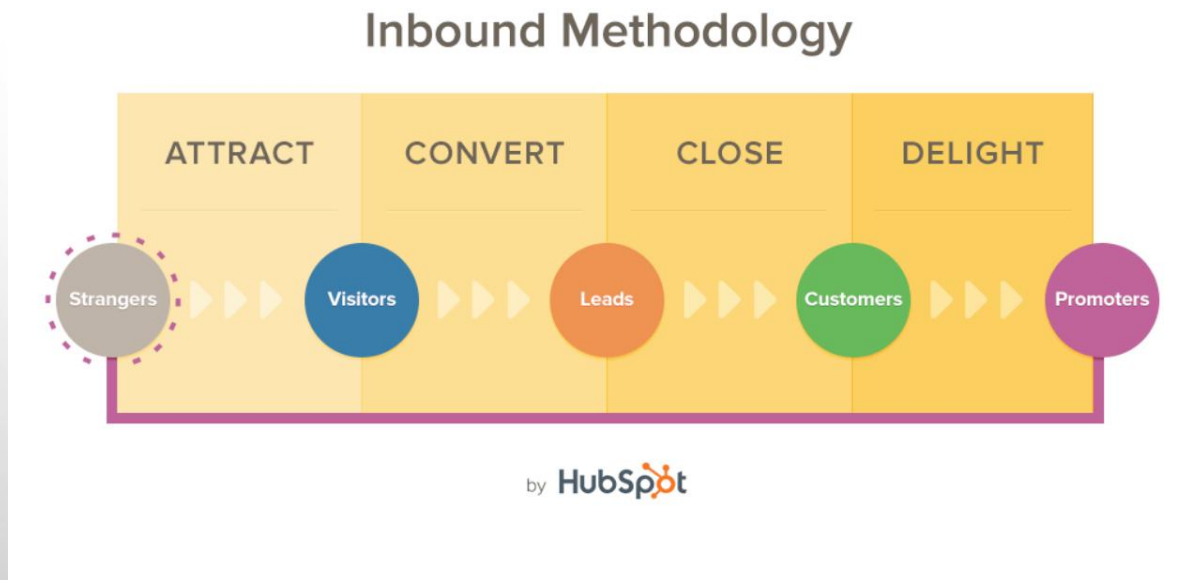 Inbound Methodology
ATTRACT CONVERT CLOSE DELIGHT
Strangers Visitors Leads Customers Promoters
by HubSpot